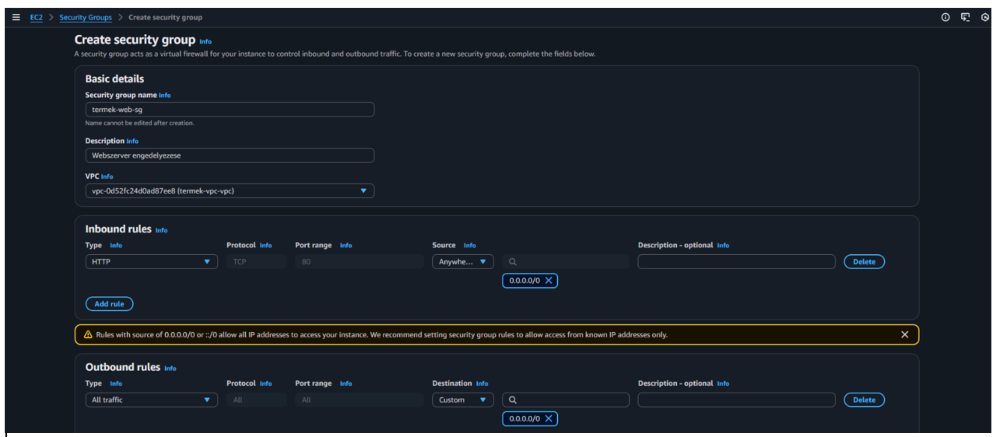 EC2 > Security Groups > Create security group
Create security group Info
A security group acts as a virtual firewall for your instance to control inbound and outbound traffic. To create a new security group, complete the fields below.
Basic details
Security group name Info
termek-web-sg
Name cannot be edited after creation.
Description Info
Webszerver engedelyezese
VPC Info
vpc-0d52fc24d0ad87ee8 (termek-vpc-vpc)
Inbound rules Info
Type Info Protocol Info Port range Info Source Info Description - optional Info
HTTP TCP 80 Anywhe... Delete
0.0.0.0/0
Add rule
Rules with source of 0.0.0.0/0 or ::/0 allow all IP addresses to access your instance. We recommend setting security group rules to allow access from known IP addresses only.
Outbound rules Info
Type Info Protocol Info Port range Info Destination Info Description - optional Info
All traffic All All Custom Delete
0.0.0.0/0